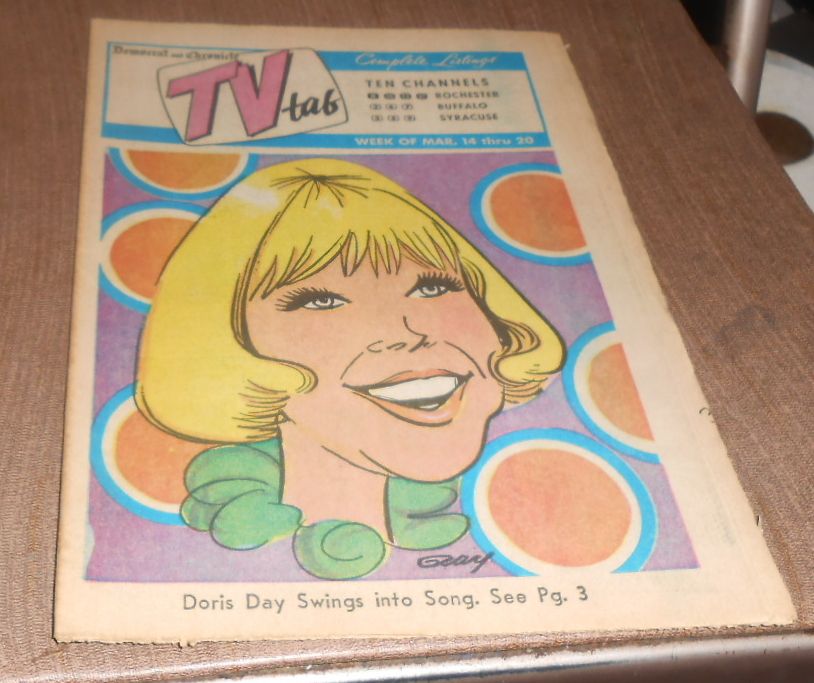 Democrat and Chronicle
TV tab
Complete Listings
TEN CHANNELS
ROCHESTER
BUFFALO
SYRACUSE
WEEK OF MAR. 14 thru 20
Geary
Doris Day Swings into Song. See Pg. 3